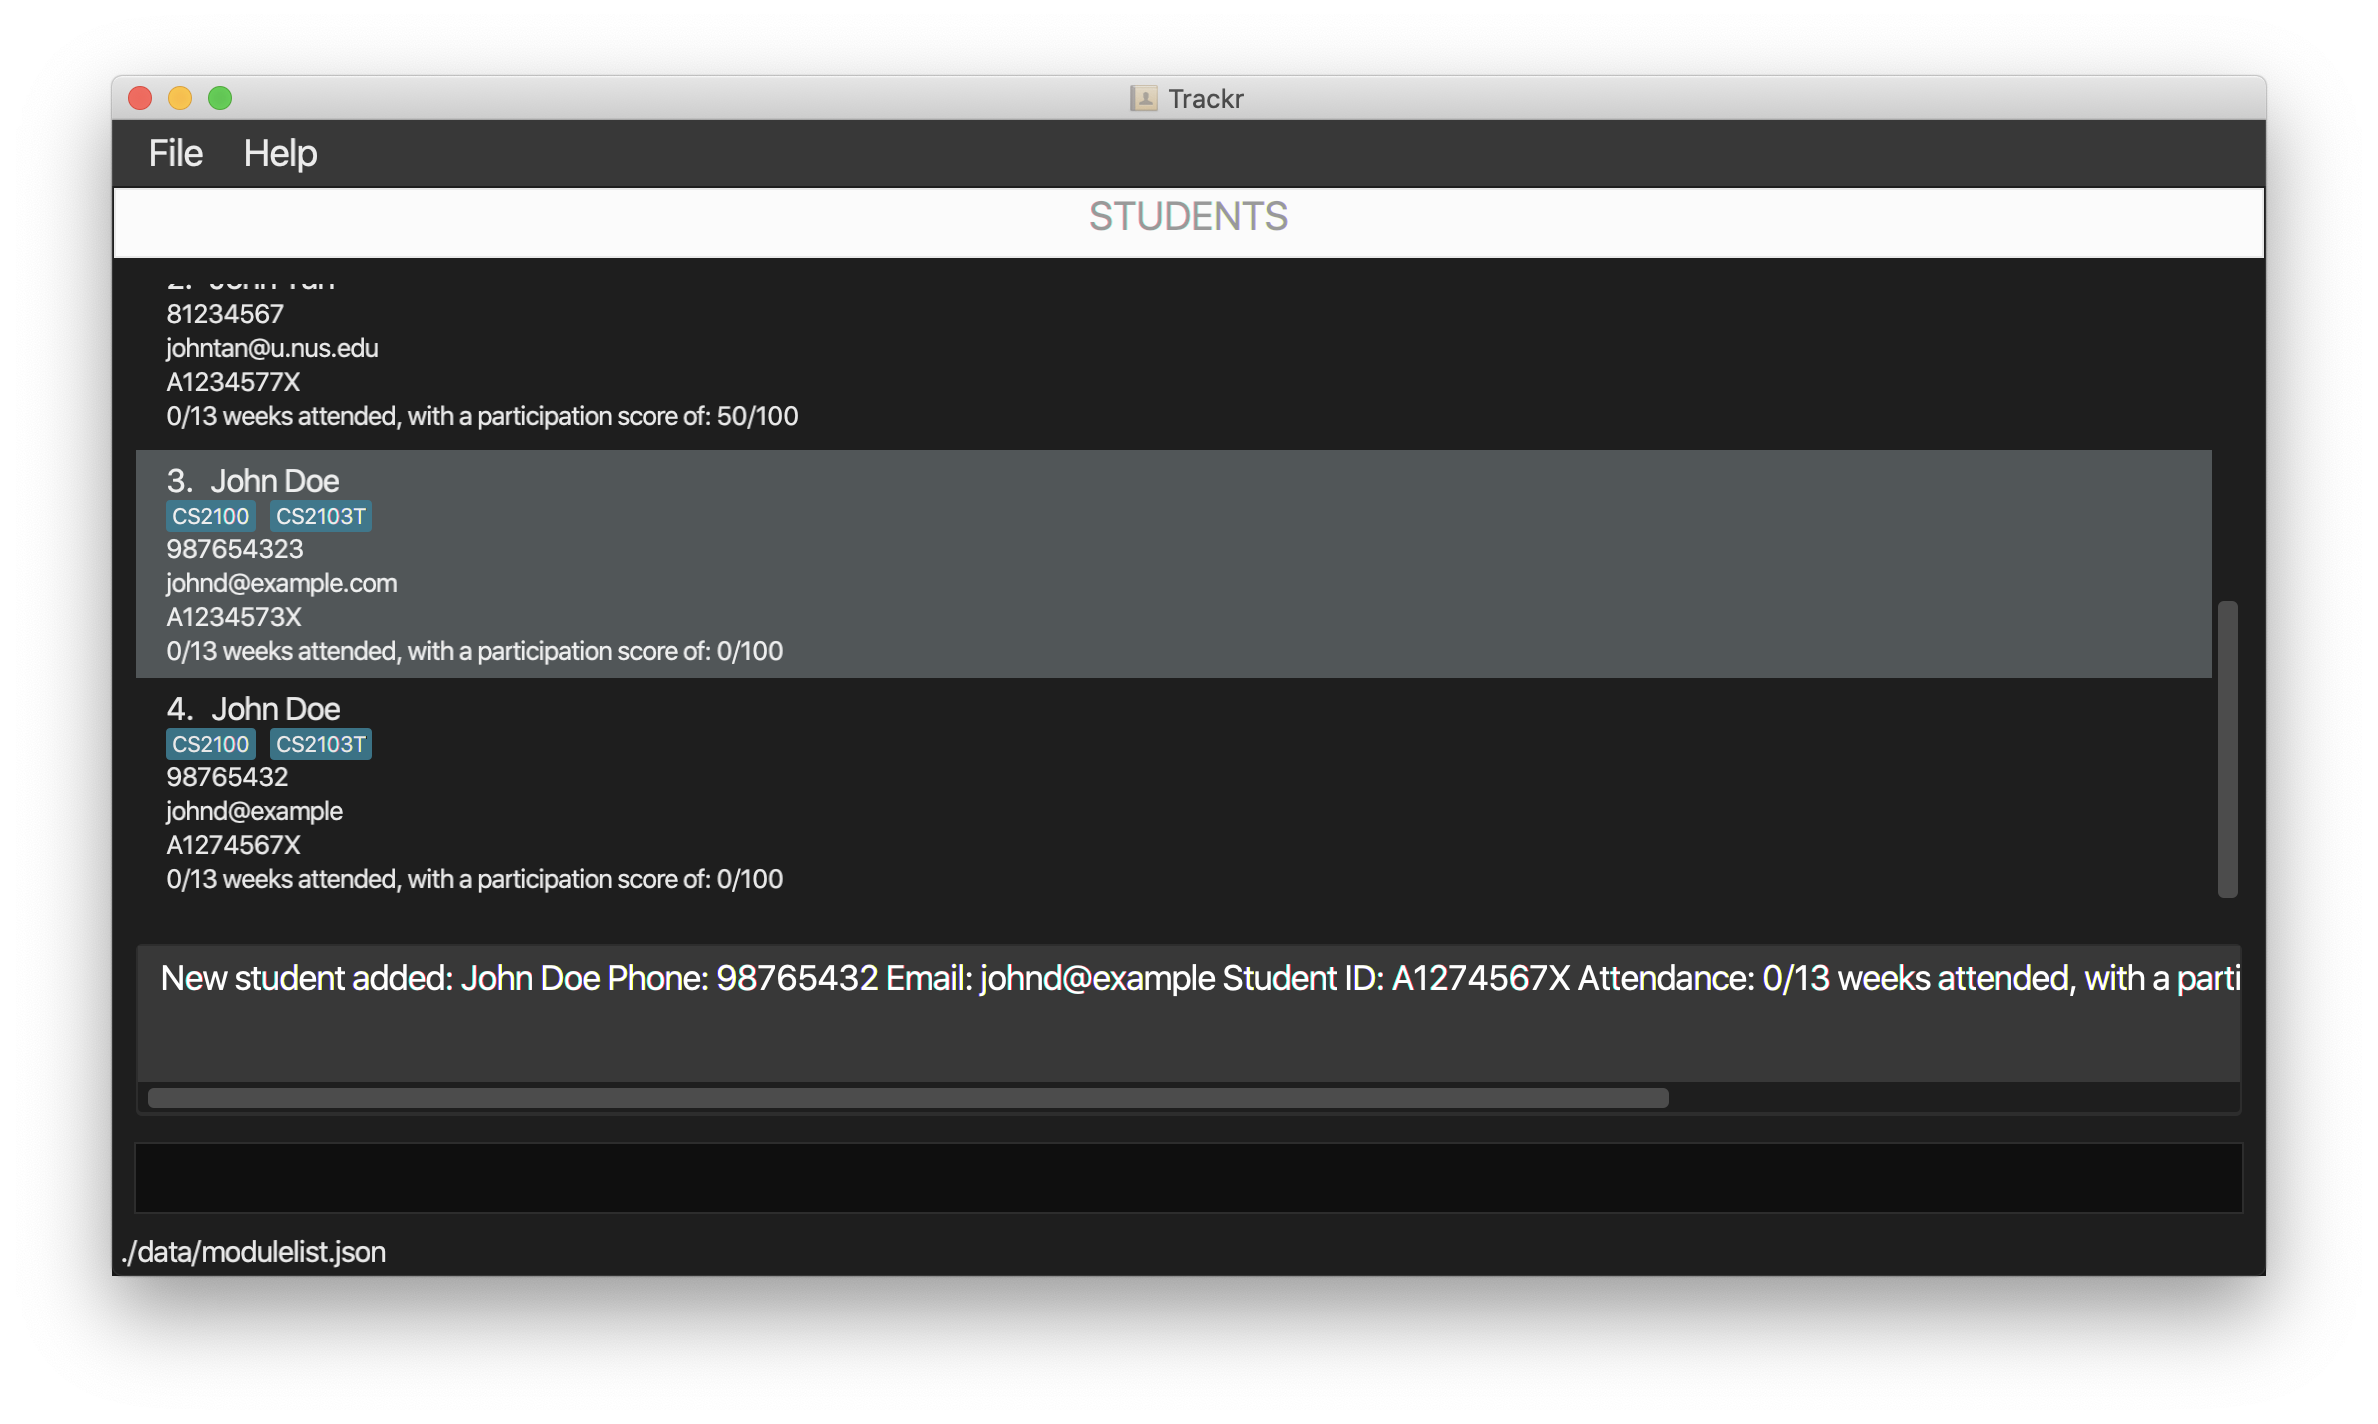 Trackr
File Help
STUDENTS
2. John Tan
81234567
johntan@u.nus.edu
A1234577X
0/13 weeks attended, with a participation score of: 50/100
3. John Doe
CS2100 CS2103T
987654323
johnd@example.com
A1234573X
0/13 weeks attended, with a participation score of: 0/100
4. John Doe
CS2100 CS2103T
98765432
johnd@example
A1274567X
0/13 weeks attended, with a participation score of: 0/100
New student added: John Doe Phone: 98765432 Email: johnd@example Student ID: A1274567X Attendance: 0/13 weeks attended, with a parti
./data/modulelist.json